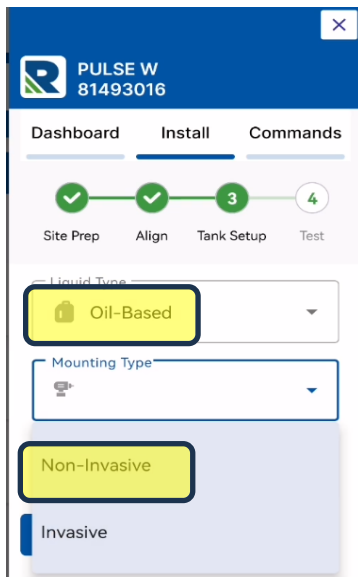 PULSE W
81493016
Dashboard Install Commands
3 4
Site Prep Align Tank Setup Test
Liquid Type
Oil-Based
Mounting Type
Non-Invasive
Invasive